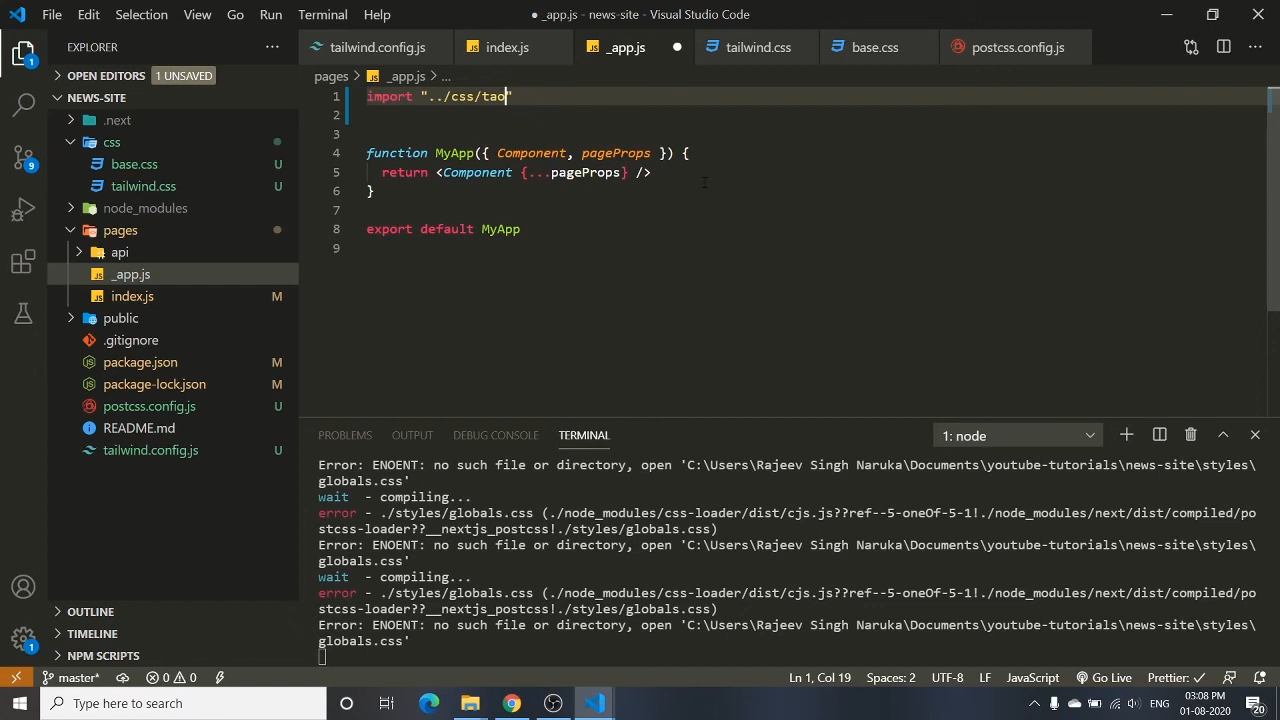 File Edit Selection View Go Run Terminal Help
● _app.js - news-site - Visual Studio Code
EXPLORER
tailwind.config.js
index.js
_app.js
tailwind.css
base.css
postcss.config.js
OPEN EDITORS 1 UNSAVED
pages > _app.js > ...
NEWS-SITE
.next
css
base.css U
tailwind.css U
node_modules
pages
api
_app.js
index.js M
public
.gitignore
package.json M
package-lock.json M
postcss.config.js U
README.md
tailwind.config.js U
OUTLINE
TIMELINE
NPM SCRIPTS
1 import "../css/tao"
2
3
4 function MyApp({ Component, pageProps }) {
5 return <Component {...pageProps} />
6 }
7
8 export default MyApp
9
PROBLEMS OUTPUT DEBUG CONSOLE TERMINAL 1: node
Error: ENOENT: no such file or directory, open 'C:\Users\Rajeev Singh Naruka\Documents\youtube-tutorials\news-site\styles\
globals.css'
wait - compiling...
error - ./styles/globals.css (./node_modules/css-loader/dist/cjs.js??ref--5-oneOf-5-1!./node_modules/next/dist/compiled/po
stcss-loader??__nextjs_postcss!./styles/globals.css)
Error: ENOENT: no such file or directory, open 'C:\Users\Rajeev Singh Naruka\Documents\youtube-tutorials\news-site\styles\
globals.css'
wait - compiling...
error - ./styles/globals.css (./node_modules/css-loader/dist/cjs.js??ref--5-oneOf-5-1!./node_modules/next/dist/compiled/po
stcss-loader??__nextjs_postcss!./styles/globals.css)
Error: ENOENT: no such file or directory, open 'C:\Users\Rajeev Singh Naruka\Documents\youtube-tutorials\news-site\styles\
globals.css'
1
9
1
master* 0 0 Ln 1, Col 19 Spaces: 2 UTF-8 LF JavaScript Go Live Prettier: ✓
Type here to search
03:08 PM
01-08-2020
20